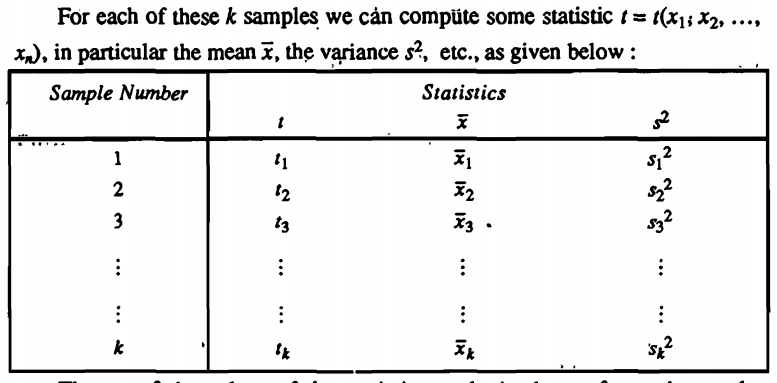 For each of these k samples we can compute some statistic t = t(x₁; x₂, ...,
xₙ), in particular the mean x̄, the variance s², etc., as given below :
Sample Number Statistics
t x̄ s²
1 t₁ x̄₁ s₁²
2 t₂ x̄₂ s₂²
3 t₃ x̄₃ s₃²
⋮ ⋮ ⋮ ⋮
⋮ ⋮ ⋮ ⋮
k tₖ x̄ₖ sₖ²